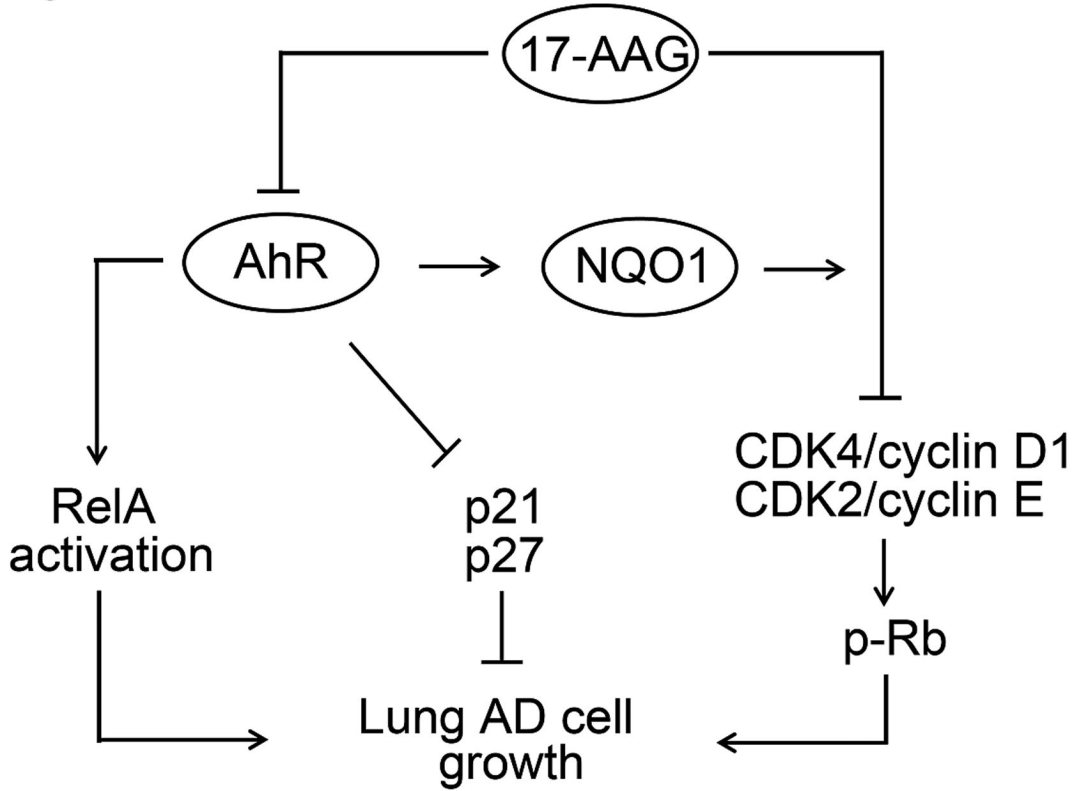 17-AAG
AhR
NQO1
CDK4/cyclin D1
CDK2/cyclin E
RelA
activation
p21
p27
p-Rb
Lung AD cell
growth